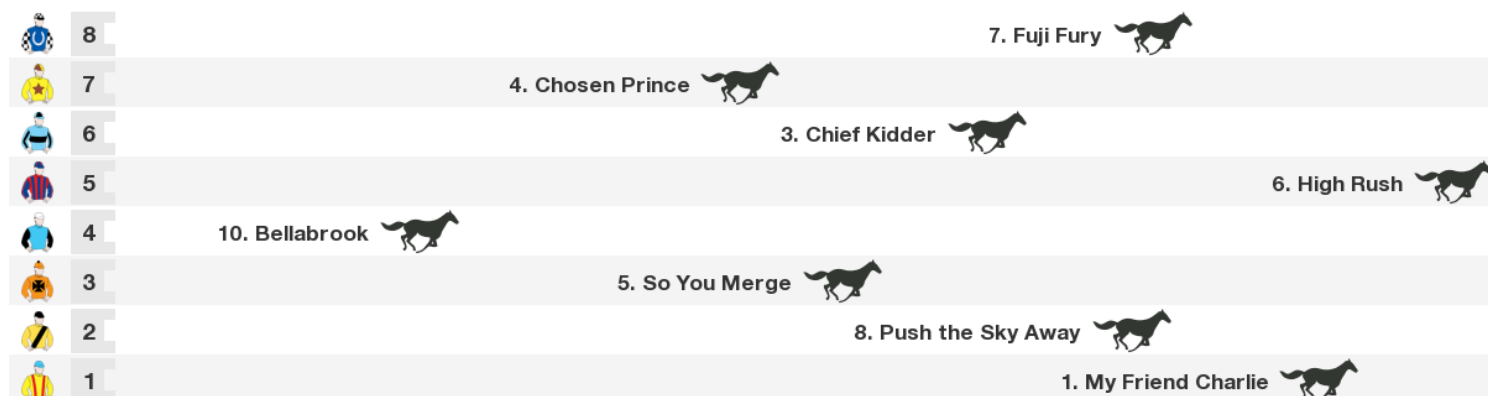 8 7. Fuji Fury
7 4. Chosen Prince
6 3. Chief Kidder
5 6. High Rush
4 10. Bellabrook
3 5. So You Merge
2 8. Push the Sky Away
1 1. My Friend Charlie